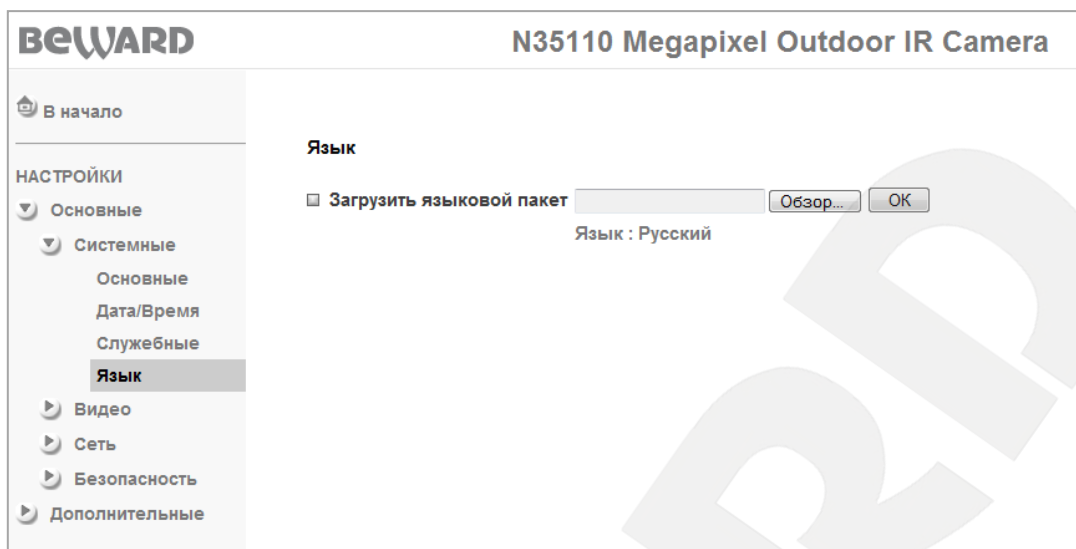 BEWARD
N35110 Megapixel Outdoor IR Camera
В начало
НАСТРОЙКИ
Основные
Системные
Основные
Дата/Время
Служебные
Язык
Видео
Сеть
Безопасность
Дополнительные
Язык
Загрузить языковой пакет Обзор... OK
Язык : Русский
RD